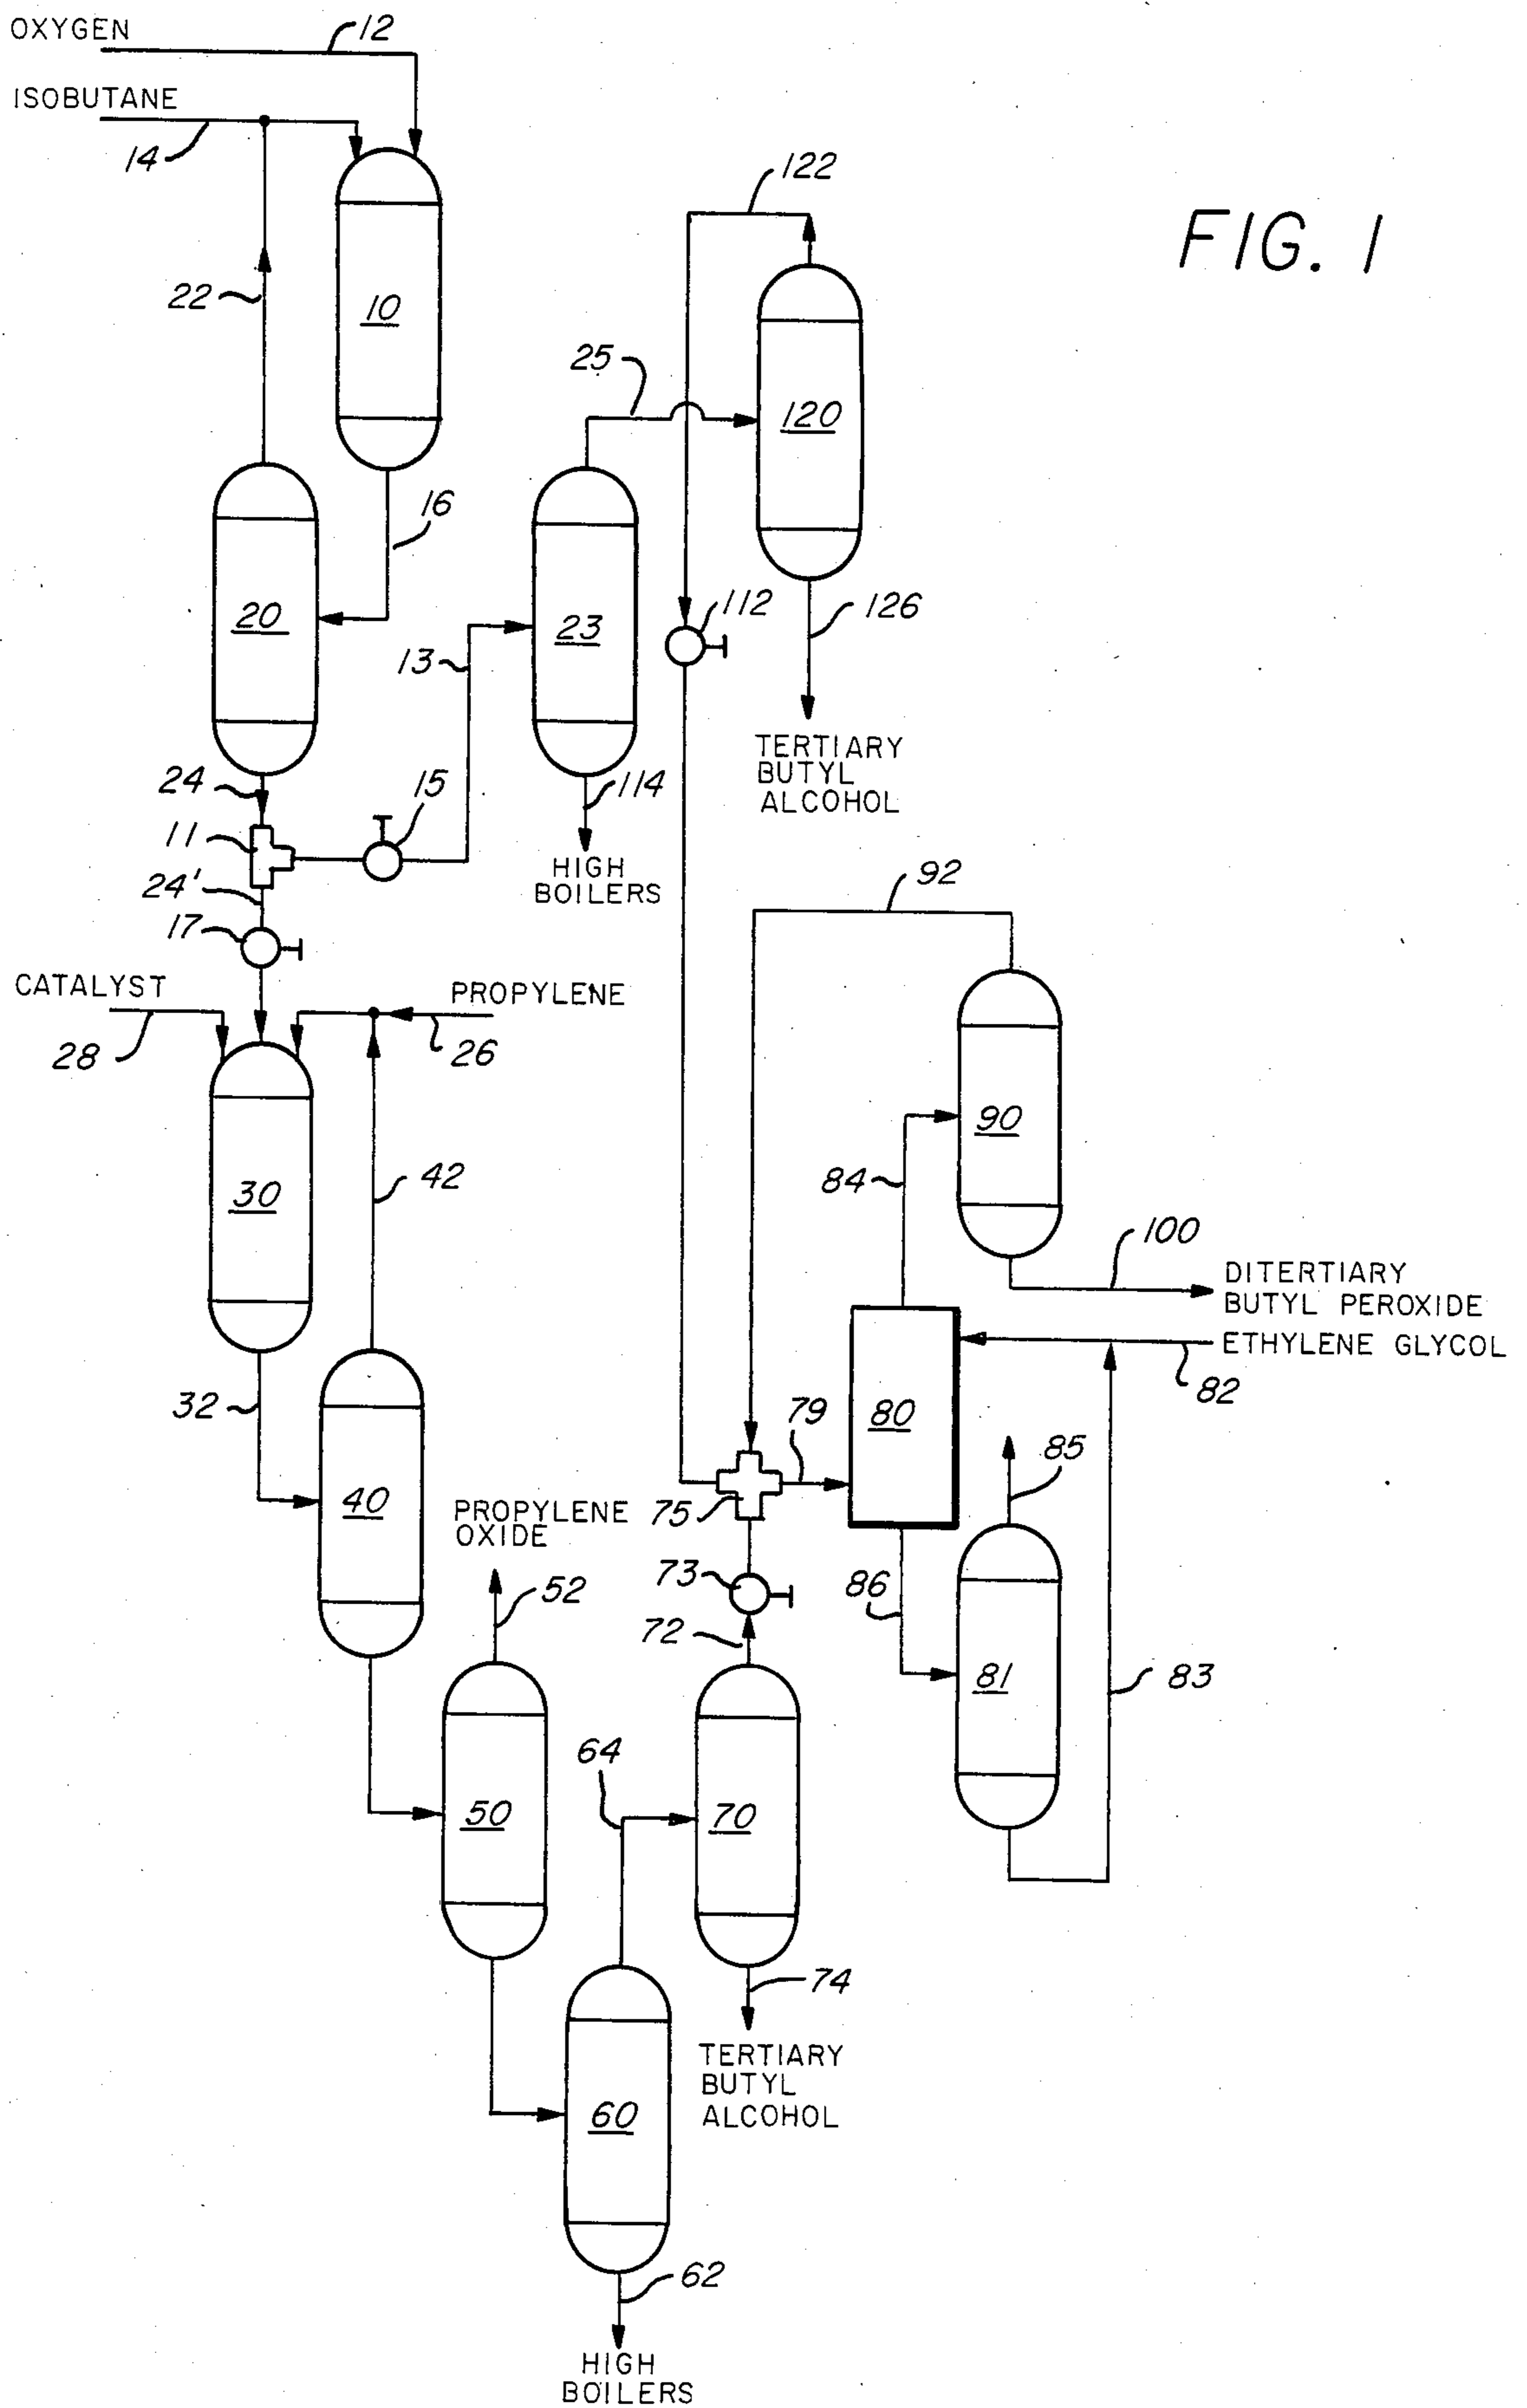 OXYGEN
12
ISOBUTANE
14
122
FIG. 1
22
10
25
120
16
20
23
112
126
13
TERTIARY
BUTYL
ALCOHOL
24
15
114
11
HIGH
BOILERS
24'
92
17
CATALYST
PROPYLENE
28
26
90
30
42
84
100
DITERTIARY
BUTYL PEROXIDE
ETHYLENE GLYCOL
82
32
79
80
85
40
PROPYLENE
OXIDE
75
73
86
52
72
81
83
64
50
70
74
TERTIARY
BUTYL
ALCOHOL
60
62
HIGH
BOILERS